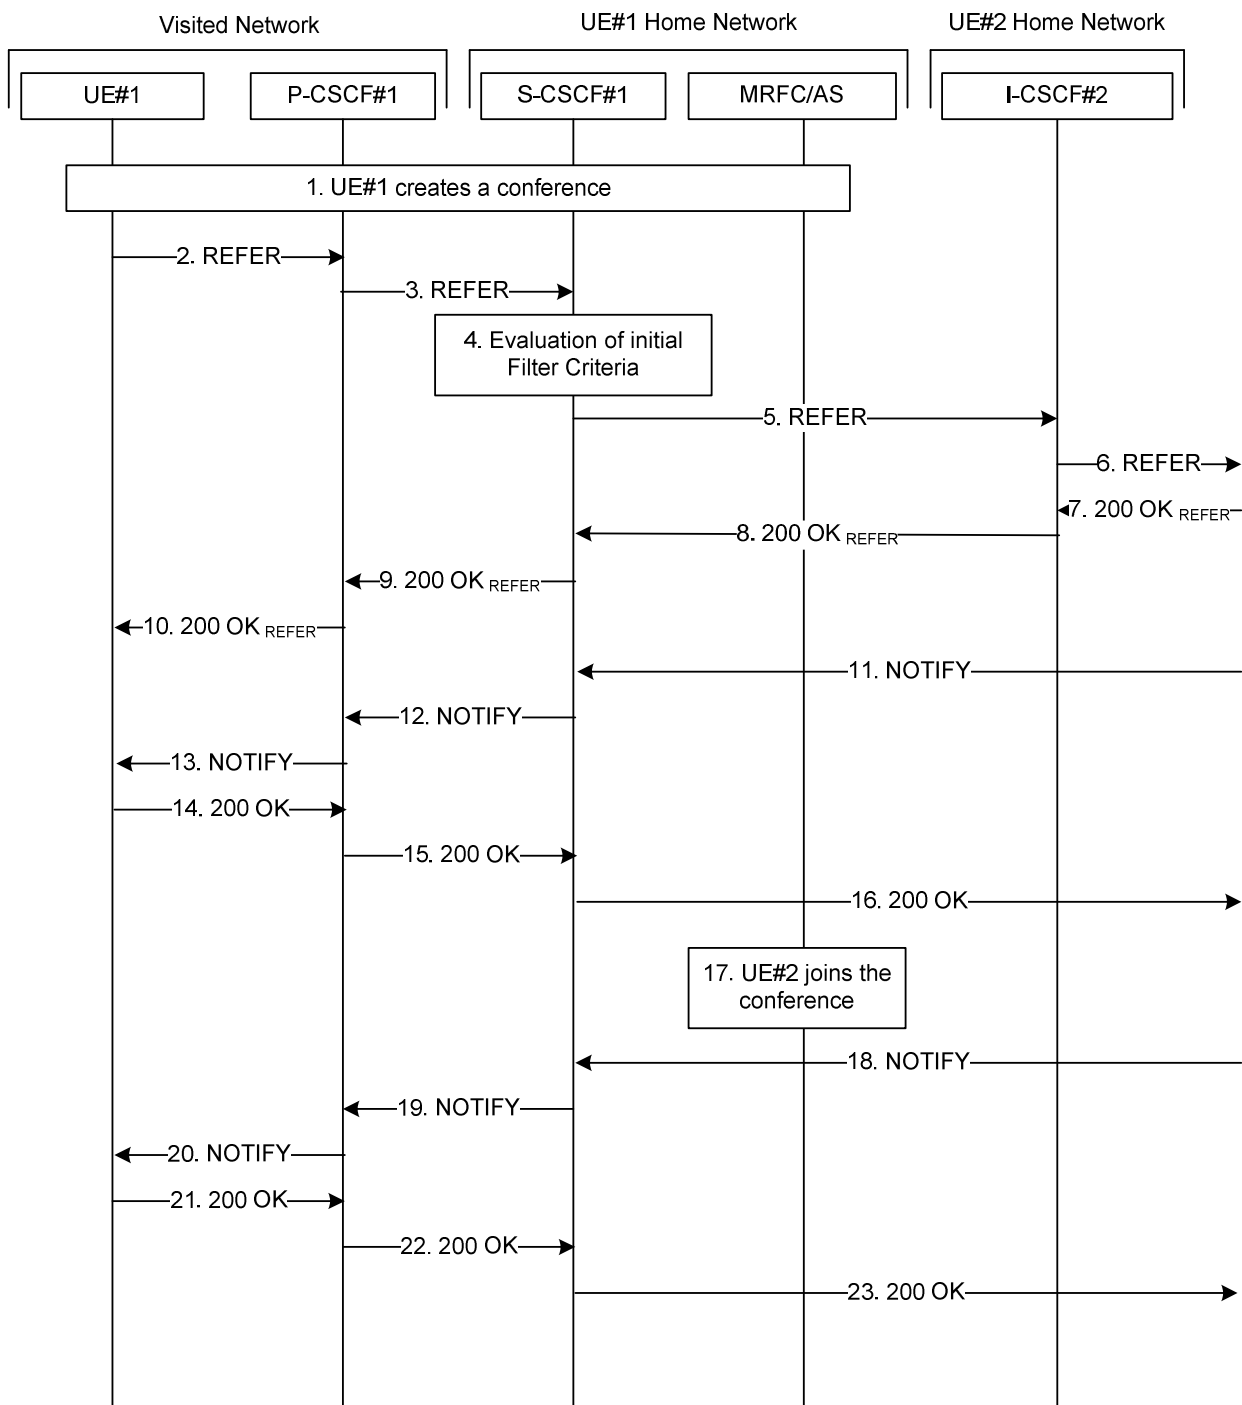 Visited Network
UE#1 Home Network
UE#2 Home Network
UE#1
P-CSCF#1
S-CSCF#1
MRFC/AS
I-CSCF#2
1. UE#1 creates a conference
2. REFER
3. REFER
4. Evaluation of initial
Filter Criteria
5. REFER
6. REFER
7. 200 OK REFER
8. 200 OK REFER
9. 200 OK REFER
10. 200 OK REFER
11. NOTIFY
12. NOTIFY
13. NOTIFY
14. 200 OK
15. 200 OK
16. 200 OK
17. UE#2 joins the
conference
18. NOTIFY
19. NOTIFY
20. NOTIFY
21. 200 OK
22. 200 OK
23. 200 OK